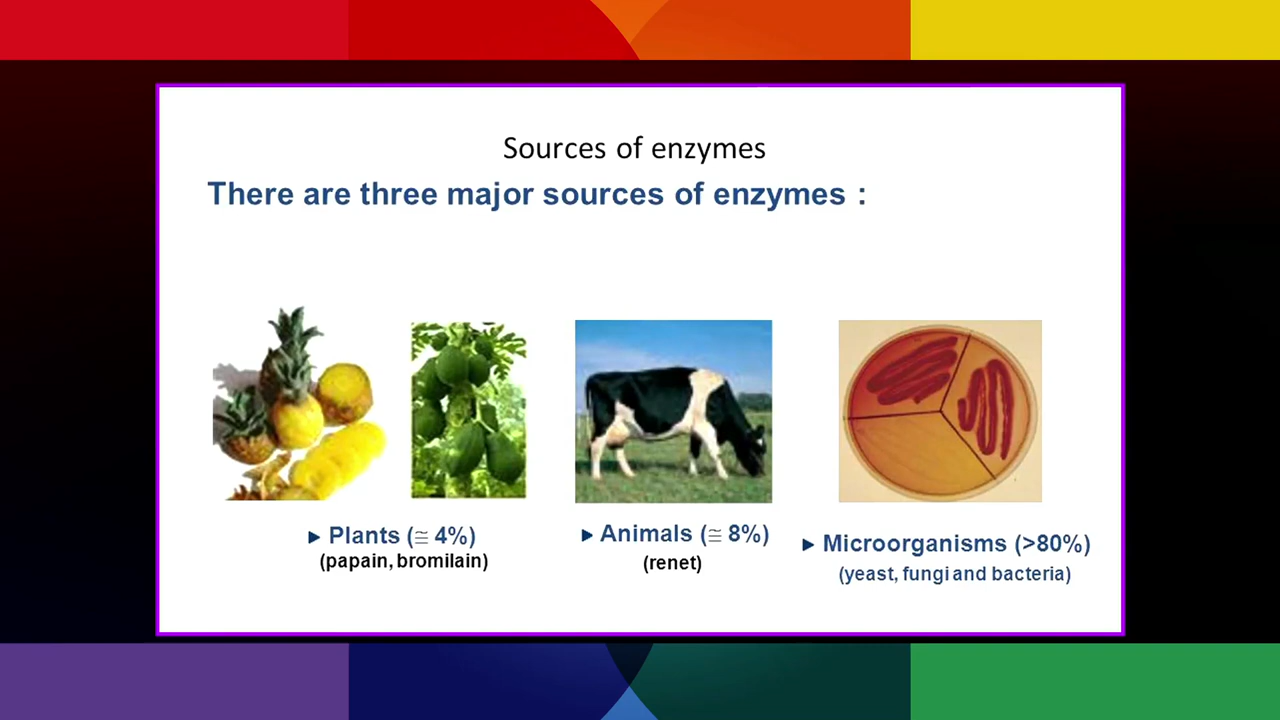 Sources of enzymes
There are three major sources of enzymes :
► Plants (≅ 4%)
(papain, bromilain)
► Animals (≅ 8%)
(renet)
► Microorganisms (>80%)
(yeast, fungi and bacteria)